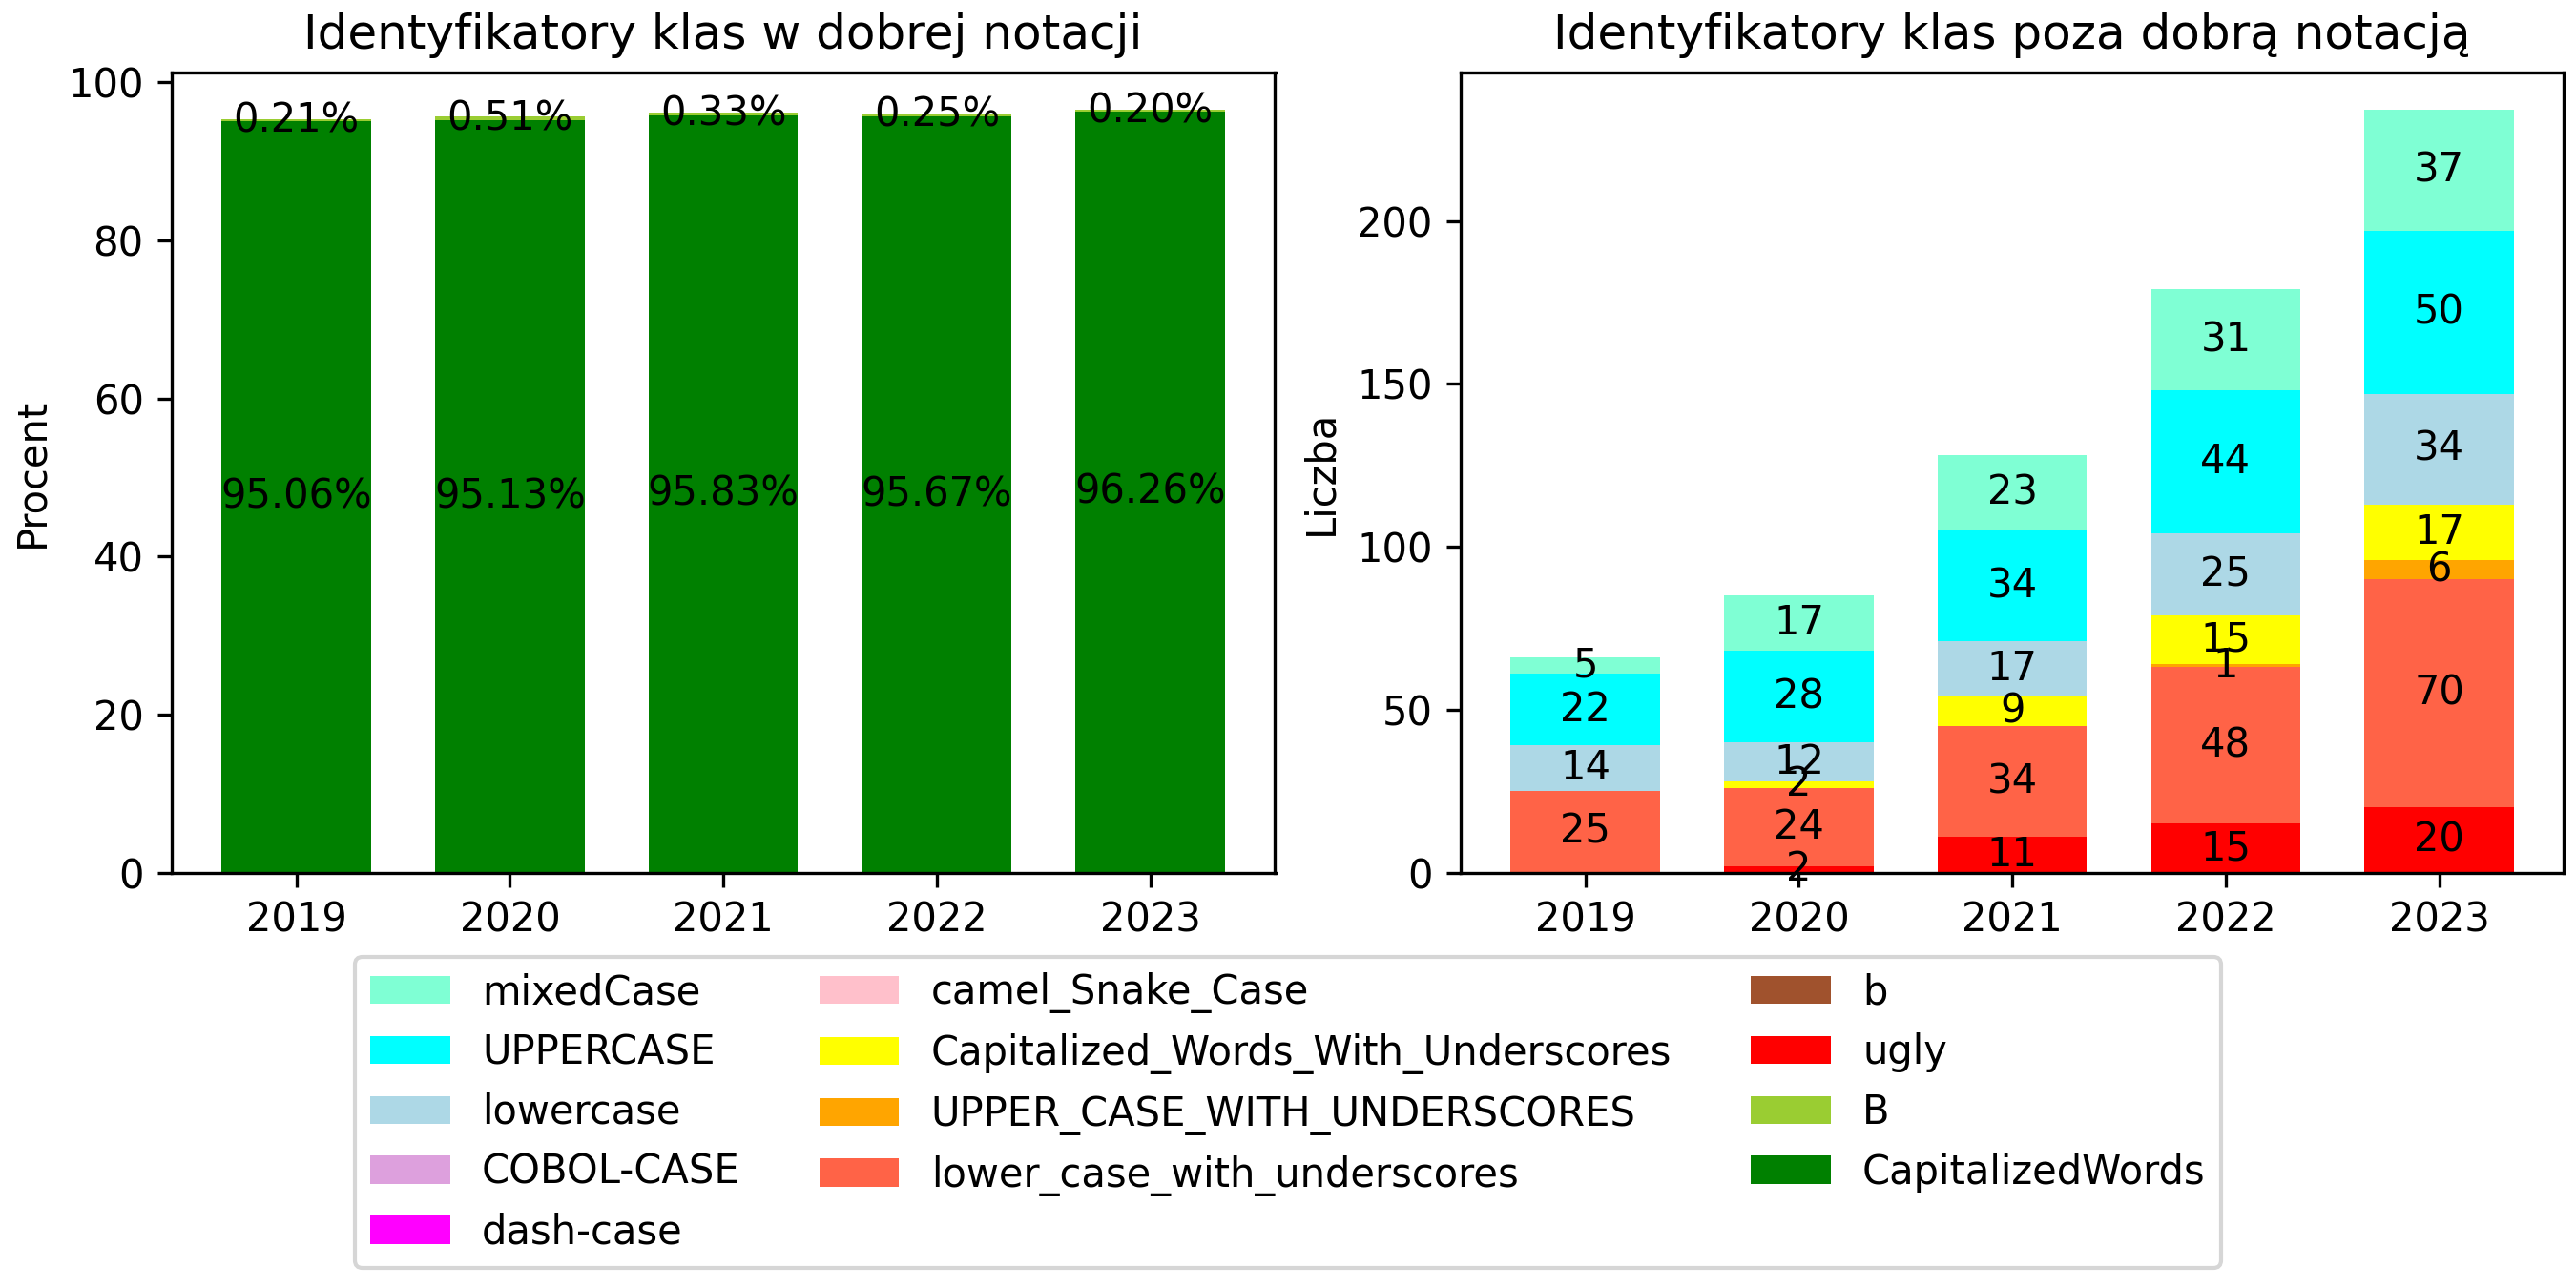 Identyfikatory klas w dobrej notacji
100
80
60
40
20
0
Procent
0.21% 0.51% 0.33% 0.25% 0.20%
95.06% 95.13% 95.83% 95.67% 96.26%
2019 2020 2021 2022 2023
Identyfikatory klas poza dobrą notacją
200
150
100
50
0
Liczba
5
22
14
25
17
28
12
2
24
2
23
34
17
9
34
11
31
44
25
15
1
48
15
37
50
34
17
6
70
20
2019 2020 2021 2022 2023
mixedCase
UPPERCASE
lowercase
COBOL-CASE
dash-case
camel_Snake_Case
Capitalized_Words_With_Underscores
UPPER_CASE_WITH_UNDERSCORES
lower_case_with_underscores
b
ugly
B
CapitalizedWords